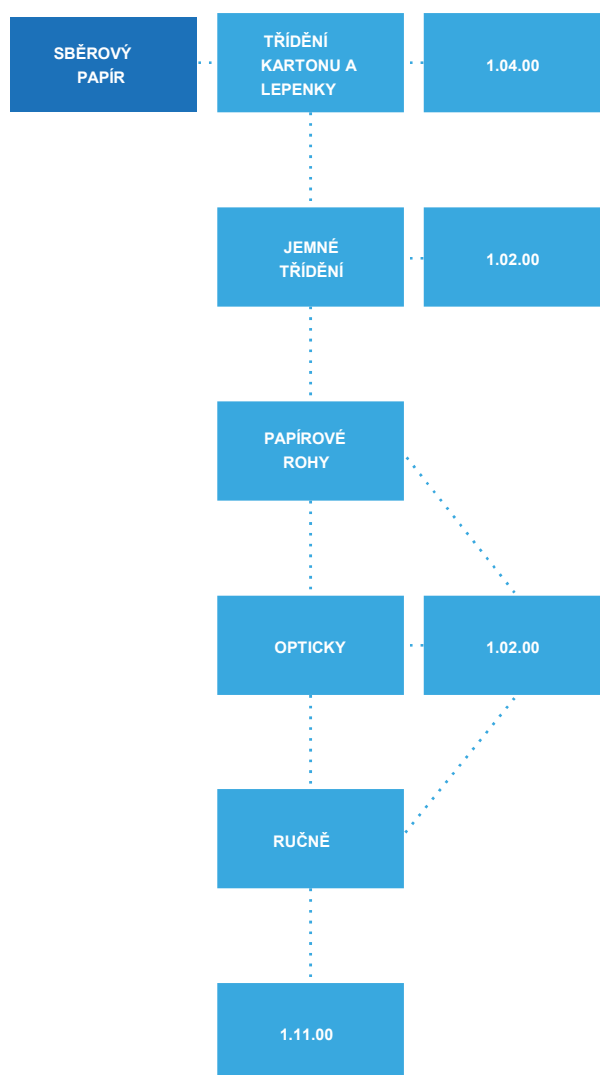 SBĚROVÝ
PAPÍR
TŘÍDĚNÍ
KARTONU A
LEPENKY
1.04.00
JEMNÉ
TŘÍDĚNÍ
1.02.00
PAPÍROVÉ
ROHY
OPTICKY
1.02.00
RUČNĚ
1.11.00